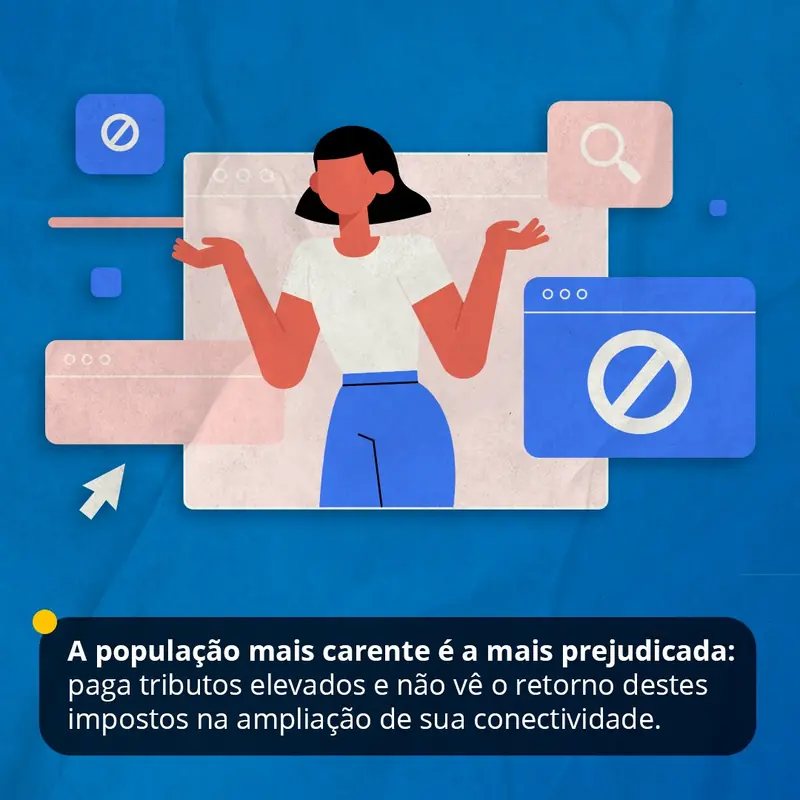 A população mais carente é a mais prejudicada:
paga tributos elevados e não vê o retorno destes
impostos na ampliação de sua conectividade.